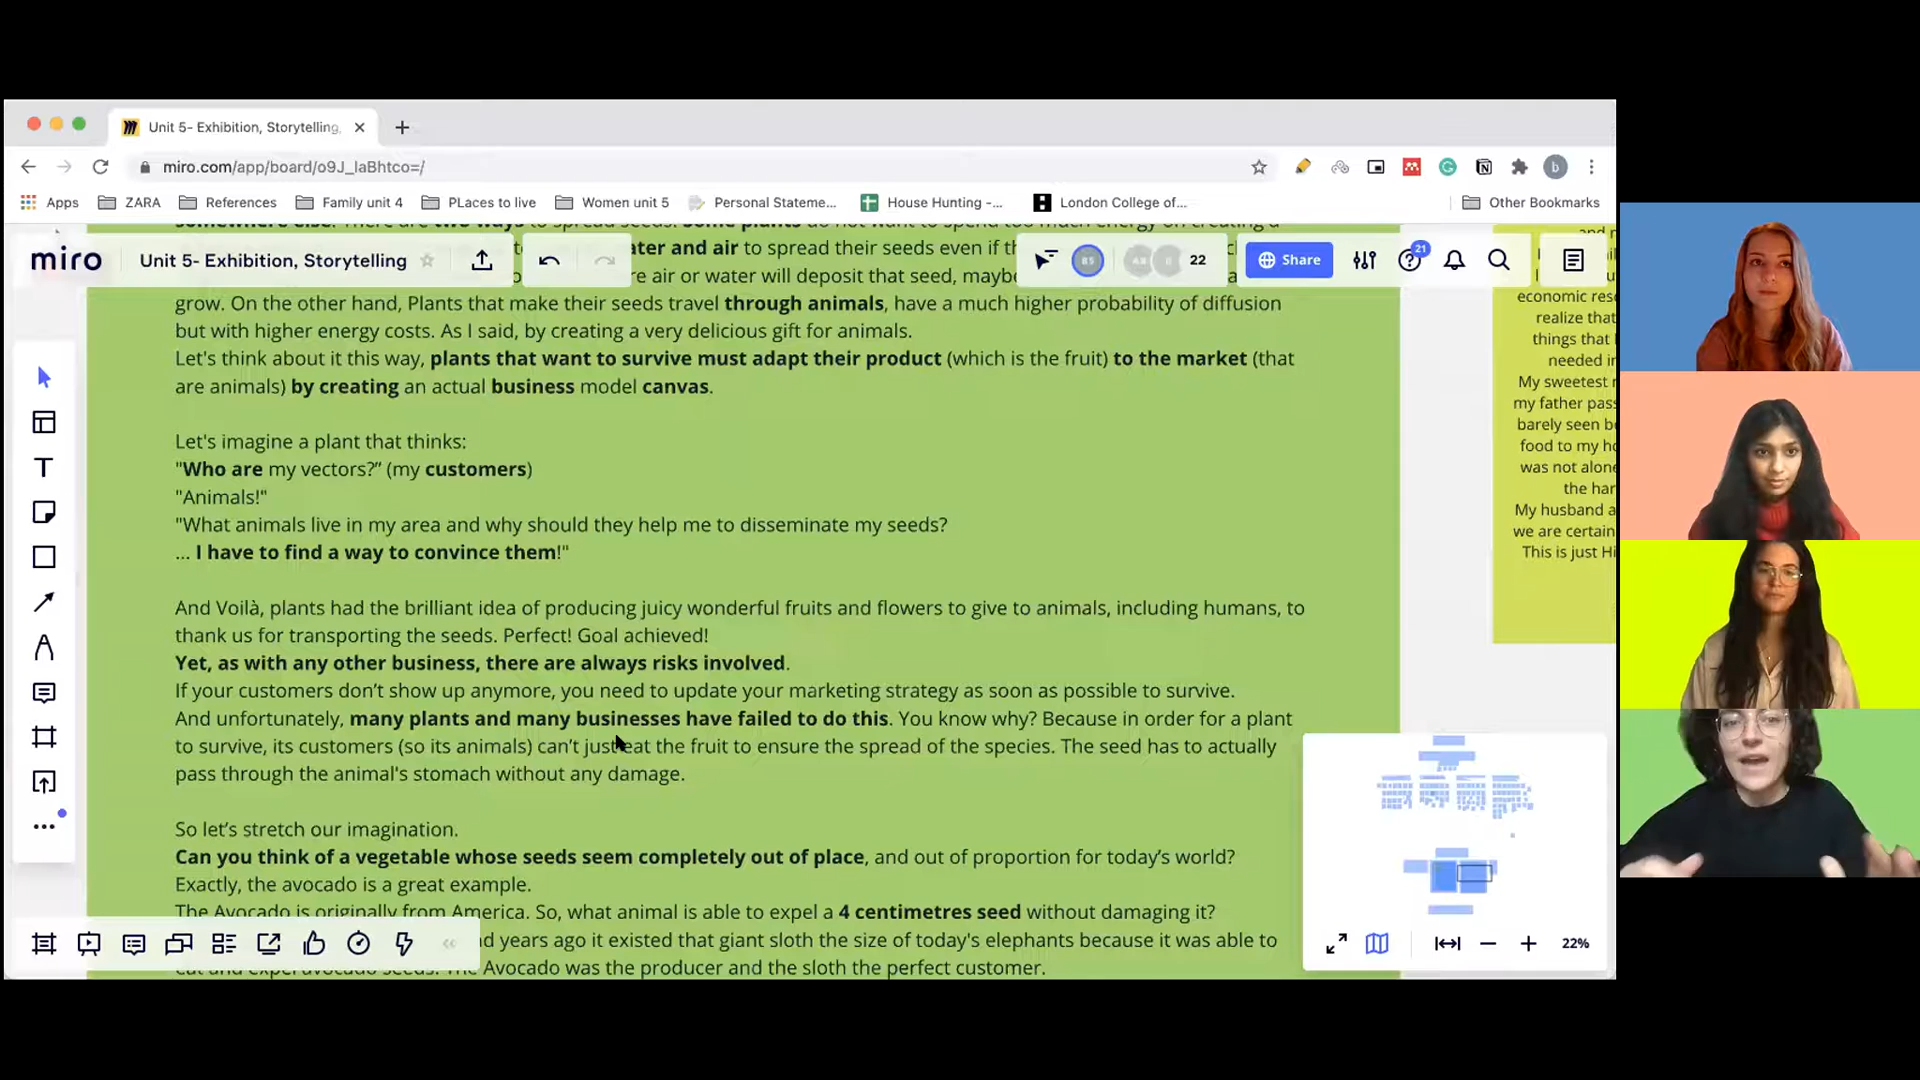 Unit 5- Exhibition, Storytelling,
miro.com/app/board/o9J_laBhtco=/
Apps
ZARA
References
Family unit 4
PLaces to live
Women unit 5
Personal Stateme...
House Hunting -...
London College of...
Other Bookmarks
miro
Unit 5- Exhibition, Storytelling
22
Share
21
ater and air to spread their seeds even if th
re air or water will deposit that seed, maybe
grow. On the other hand, Plants that make their seeds travel through animals, have a much higher probability of diffusion
but with higher energy costs. As I said, by creating a very delicious gift for animals.
Let's think about it this way, plants that want to survive must adapt their product (which is the fruit) to the market (that
are animals) by creating an actual business model canvas.
Let's imagine a plant that thinks:
"Who are my vectors?” (my customers)
"Animals!"
"What animals live in my area and why should they help me to disseminate my seeds?
... I have to find a way to convince them!"
And Voilà, plants had the brilliant idea of producing juicy wonderful fruits and flowers to give to animals, including humans, to
thank us for transporting the seeds. Perfect! Goal achieved!
Yet, as with any other business, there are always risks involved.
If your customers don’t show up anymore, you need to update your marketing strategy as soon as possible to survive.
And unfortunately, many plants and many businesses have failed to do this. You know why? Because in order for a plant
to survive, its customers (so its animals) can’t just eat the fruit to ensure the spread of the species. The seed has to actually
pass through the animal's stomach without any damage.
So let’s stretch our imagination.
Can you think of a vegetable whose seeds seem completely out of place, and out of proportion for today’s world?
Exactly, the avocado is a great example.
The Avocado is originally from America. So, what animal is able to expel a 4 centimetres seed without damaging it?
nd years ago it existed that giant sloth the size of today's elephants because it was able to
Avocado was the producer and the sloth the perfect customer.
economic res
realize that
things that
needed in
My sweetest
my father pas
barely seen b
food to my h
was not alone
the har
My husband a
we are certain
This is just Hi
22%